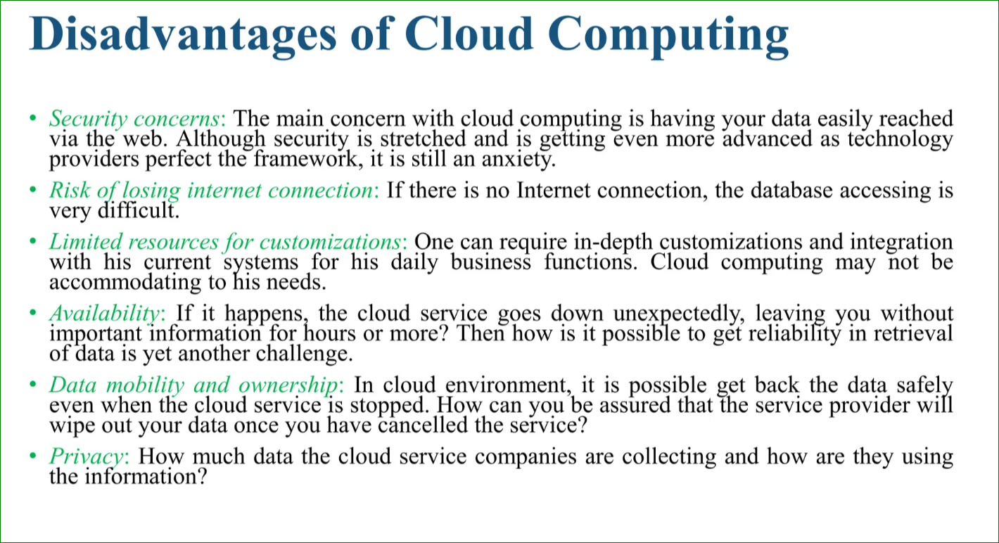 Disadvantages of Cloud Computing
• Security concerns: The main concern with cloud computing is having your data easily reached
via the web. Although security is stretched and is getting even more advanced as technology
providers perfect the framework, it is still an anxiety.
• Risk of losing internet connection: If there is no Internet connection, the database accessing is
very difficult.
• Limited resources for customizations: One can require in-depth customizations and integration
with his current systems for his daily business functions. Cloud computing may not be
accommodating to his needs.
• Availability: If it happens, the cloud service goes down unexpectedly, leaving you without
important information for hours or more? Then how is it possible to get reliability in retrieval
of data is yet another challenge.
• Data mobility and ownership: In cloud environment, it is possible get back the data safely
even when the cloud service is stopped. How can you be assured that the service provider will
wipe out your data once you have cancelled the service?
• Privacy: How much data the cloud service companies are collecting and how are they using
the information?